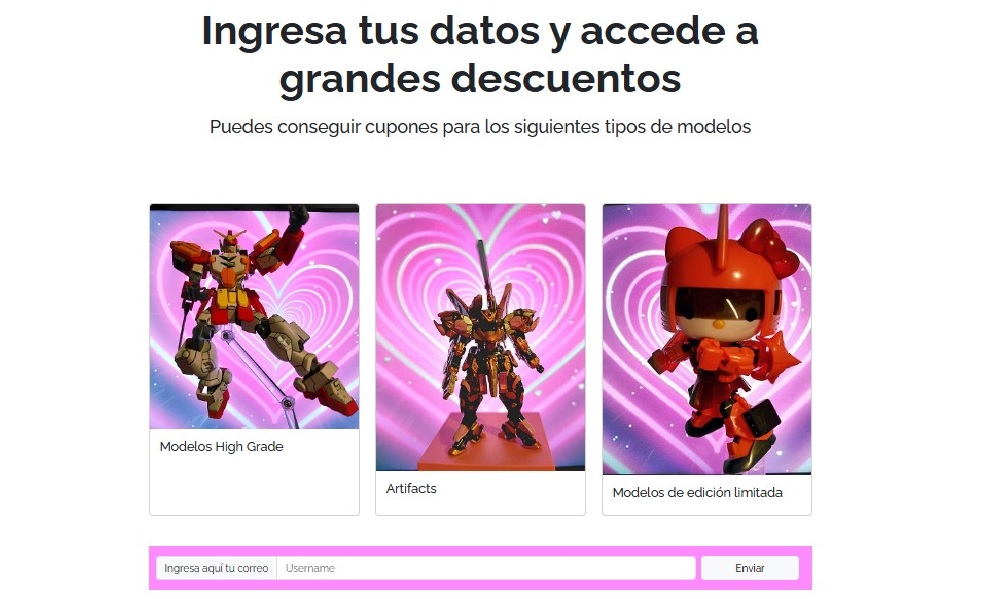 Ingresa tus datos y accede a
grandes descuentos
Puedes conseguir cupones para los siguientes tipos de modelos
Modelos High Grade
Artifacts
Modelos de edición limitada
Ingresa aquí tu correo Username Enviar